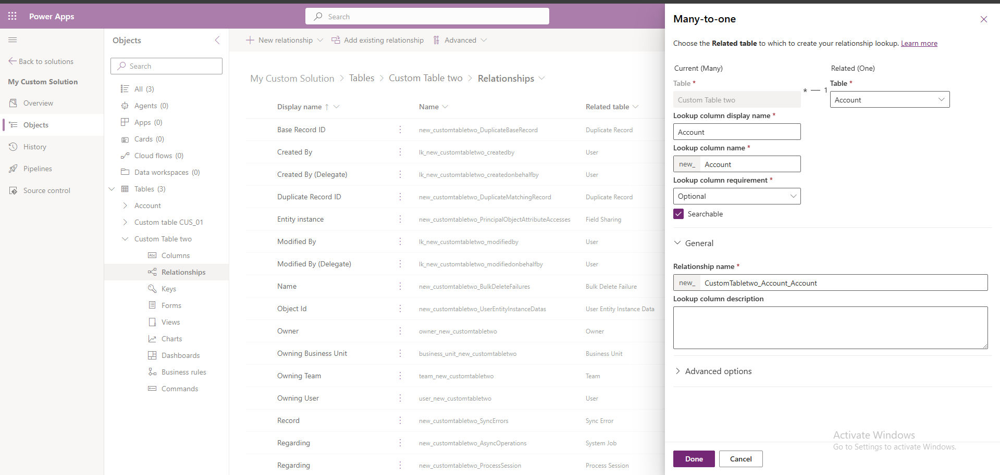 Power Apps
Search
Back to solutions
My Custom Solution
Overview
Objects
History
Pipelines
Source control
Objects
Search
All (3)
Agents (0)
Apps (0)
Cards (0)
Cloud flows (0)
Data workspaces (0)
Tables (3)
Account
Custom table CUS_01
Custom Table two
Columns
Relationships
Keys
Forms
Views
Charts
Dashboards
Business rules
Commands
New relationship Add existing relationship Advanced
My Custom Solution > Tables > Custom Table two > Relationships
Display name ↑ Name Related table
Base Record ID new_customtabletwo_DuplicateBaseRecord Duplicate Record
Created By lk_new_customtabletwo_createdby User
Created By (Delegate) lk_new_customtabletwo_createdonbehalfby User
Duplicate Record ID new_customtabletwo_DuplicateMatchingRecord Duplicate Record
Entity instance new_customtabletwo_PrincipalObjectAttributeAccesses Field Sharing
Modified By lk_new_customtabletwo_modifiedby User
Modified By (Delegate) lk_new_customtabletwo_modifiedonbehalfby User
Name new_customtabletwo_BulkDeleteFailures Bulk Delete Failure
Object Id new_customtabletwo_UserEntityInstanceDatas User Entity Instance Data
Owner owner_new_customtabletwo Owner
Owning Business Unit business_unit_new_customtabletwo Business Unit
Owning Team team_new_customtabletwo Team
Owning User user_new_customtabletwo User
Record new_customtabletwo_SyncErrors Sync Error
Regarding new_customtabletwo_AsyncOperations System Job
Regarding new_customtabletwo_ProcessSession Process Session
Many-to-one
Choose the Related table to which to create your relationship lookup. Learn more
Current (Many) Related (One)
Table * Table *
Custom Table two * — 1 Account
Lookup column display name *
Account
Lookup column name *
new_ Account
Lookup column requirement *
Optional
Searchable
General
Relationship name *
new_ CustomTabletwo_Account_Account
Lookup column description
Advanced options
Activate Windows
Go to Settings to activate Windows.
Done Cancel